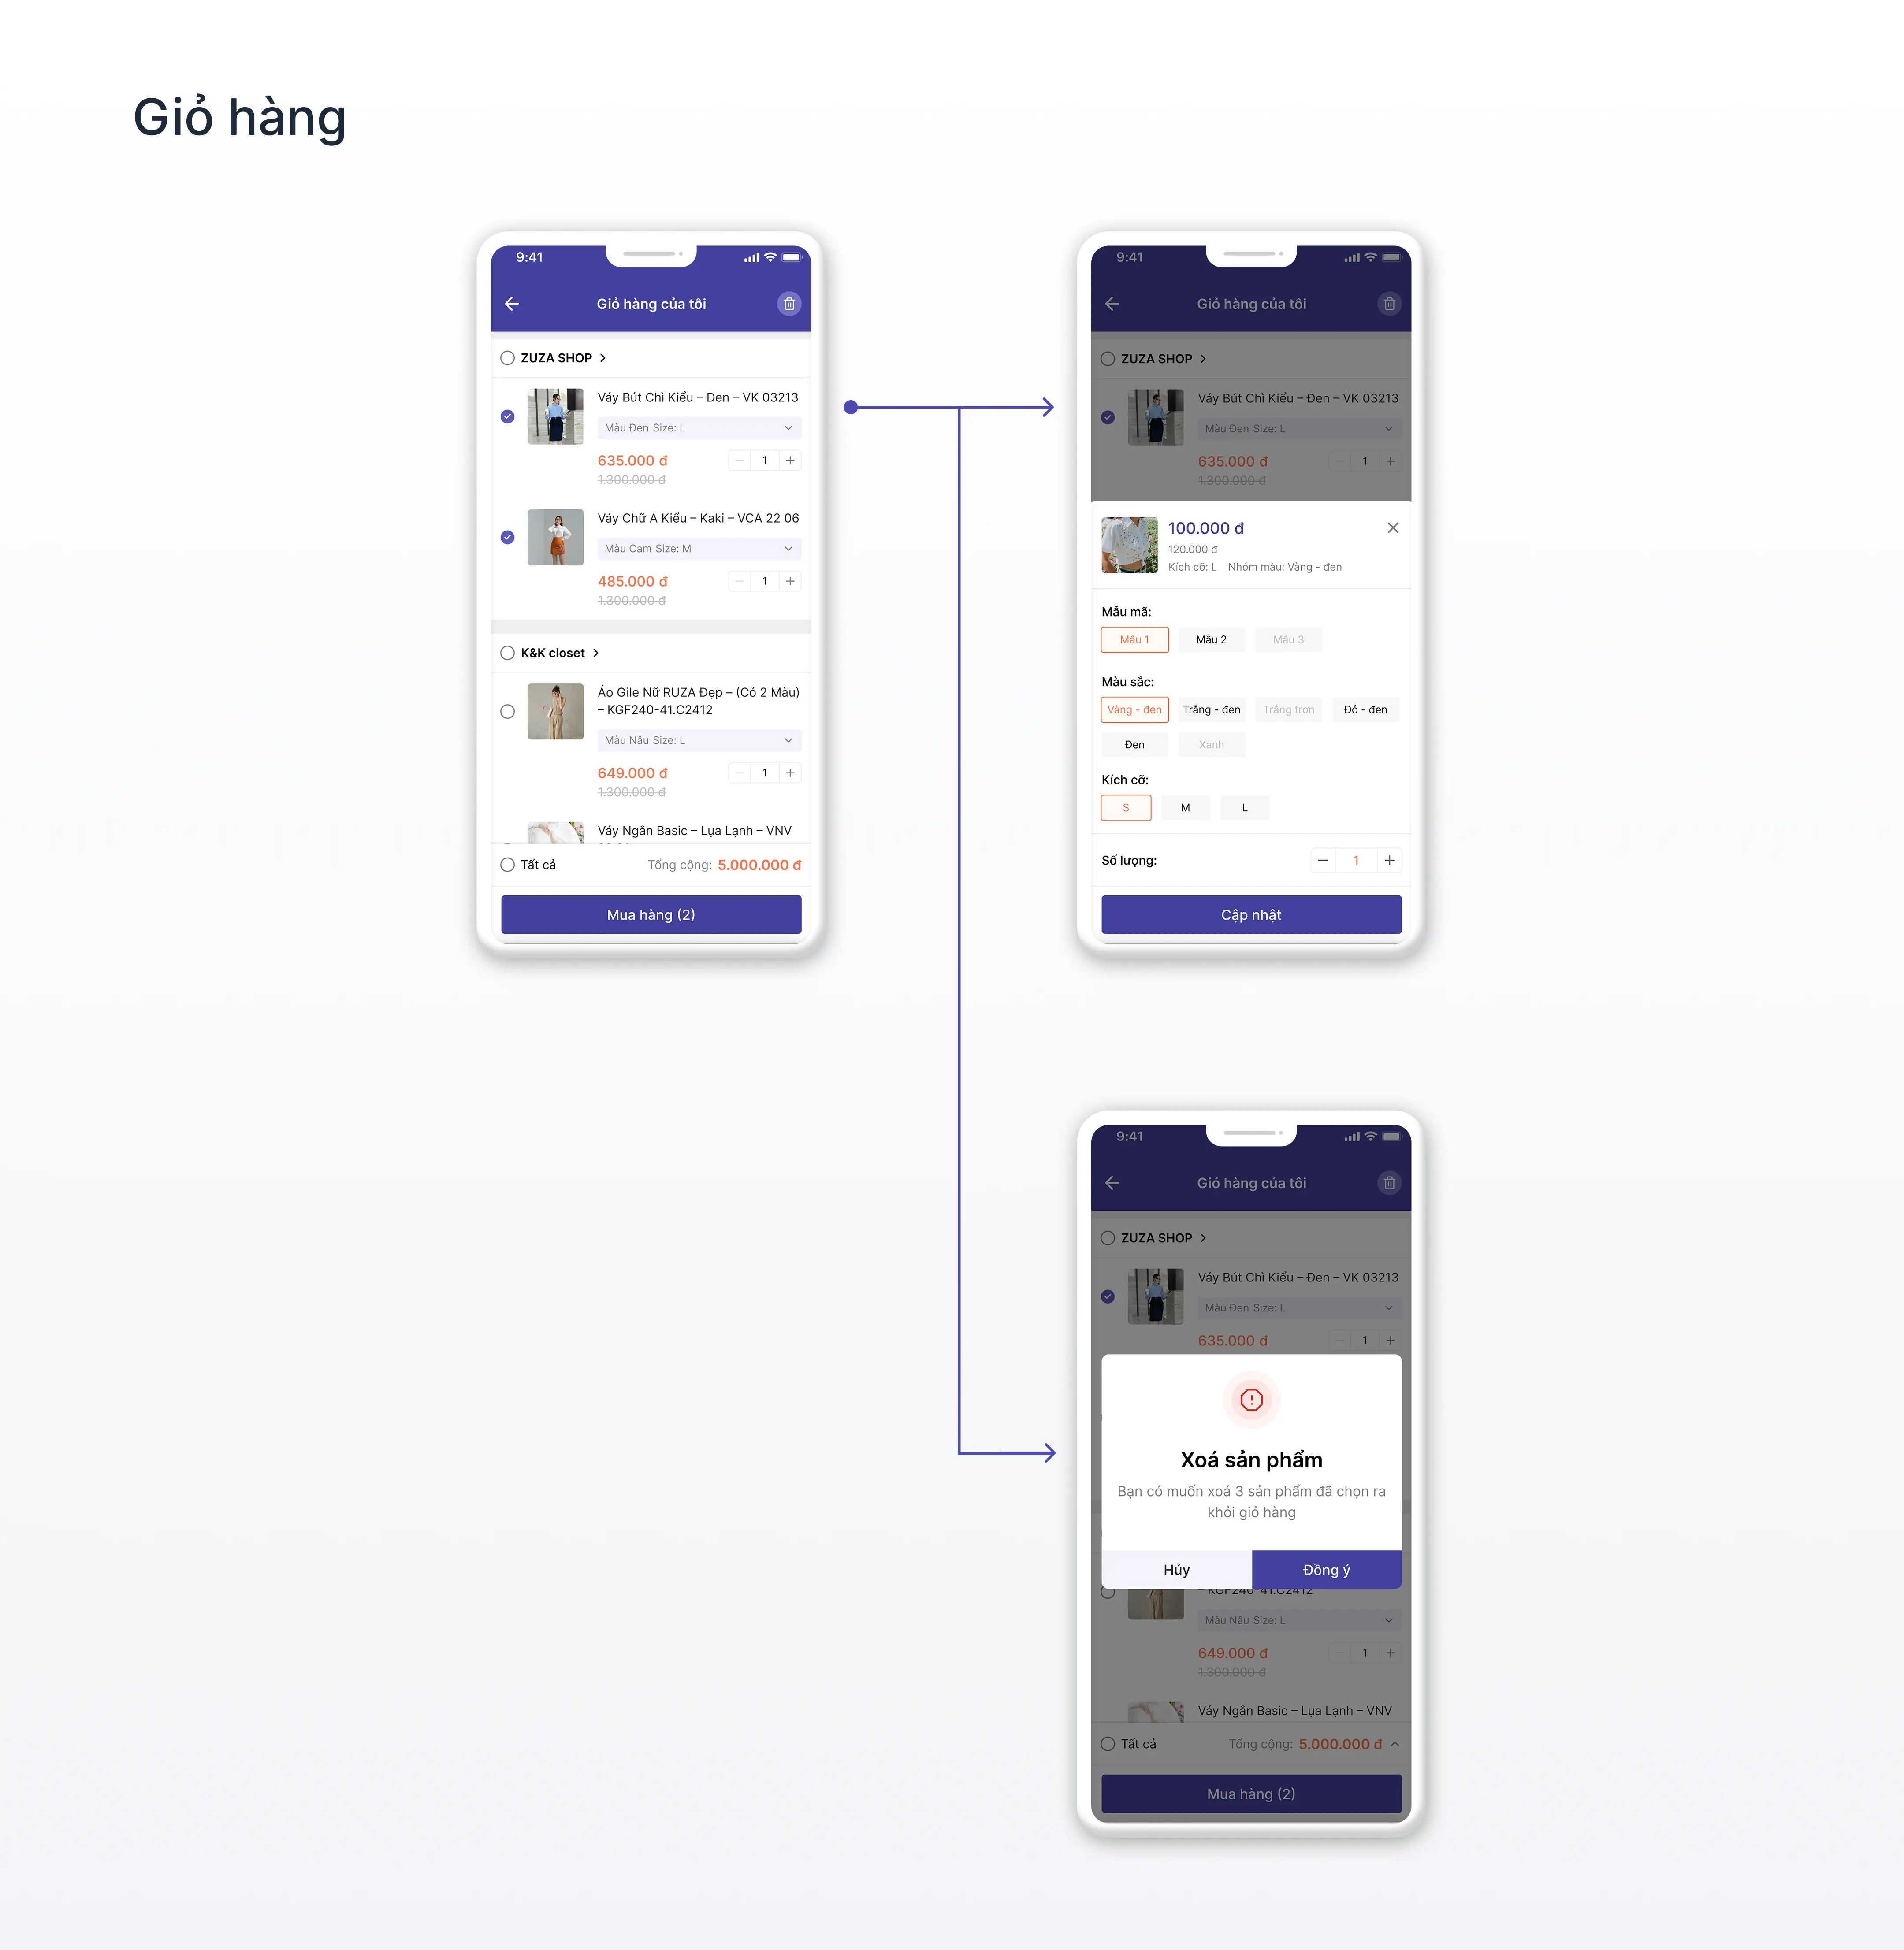 Giỏ hàng
9:41
Giỏ hàng của tôi
ZUZA SHOP
Váy Bút Chì Kiểu – Đen – VK 03213
Màu Đen Size: L
635.000 đ
1
1.300.000 đ
Váy Chữ A Kiểu – Kaki – VCA 22 06
Màu Cam Size: M
485.000 đ
1
1.300.000 đ
K&K closet
Áo Gile Nữ RUZA Đẹp – (Có 2 Màu)
– KGF240-41.C2412
Màu Nâu Size: L
649.000 đ
1
1.300.000 đ
Váy Ngắn Basic – Lụa Lạnh – VNV
Tất cả
Tổng cộng: 5.000.000 đ
Mua hàng (2)
9:41
Giỏ hàng của tôi
ZUZA SHOP
Váy Bút Chì Kiểu – Đen – VK 03213
Màu Đen Size: L
635.000 đ
1
1.300.000 đ
100.000 đ
120.000 đ
Kích cỡ: L Nhóm màu: Vàng - đen
Mẫu mã:
Mẫu 1 Mẫu 2 Mẫu 3
Màu sắc:
Vàng - đen Trắng - đen Trắng trơn Đỏ - đen
Đen Xanh
Kích cỡ:
S M L
Số lượng:
1
Cập nhật
9:41
Giỏ hàng của tôi
ZUZA SHOP
Váy Bút Chì Kiểu – Đen – VK 03213
Màu Đen Size: L
635.000 đ
1
Xoá sản phẩm
Bạn có muốn xoá 3 sản phẩm đã chọn ra
khỏi giỏ hàng
Hủy Đồng ý
– KGF240-41.C2412
Màu Nâu Size: L
649.000 đ
1
1.300.000 đ
Váy Ngắn Basic – Lụa Lạnh – VNV
Tất cả
Tổng cộng: 5.000.000 đ
Mua hàng (2)